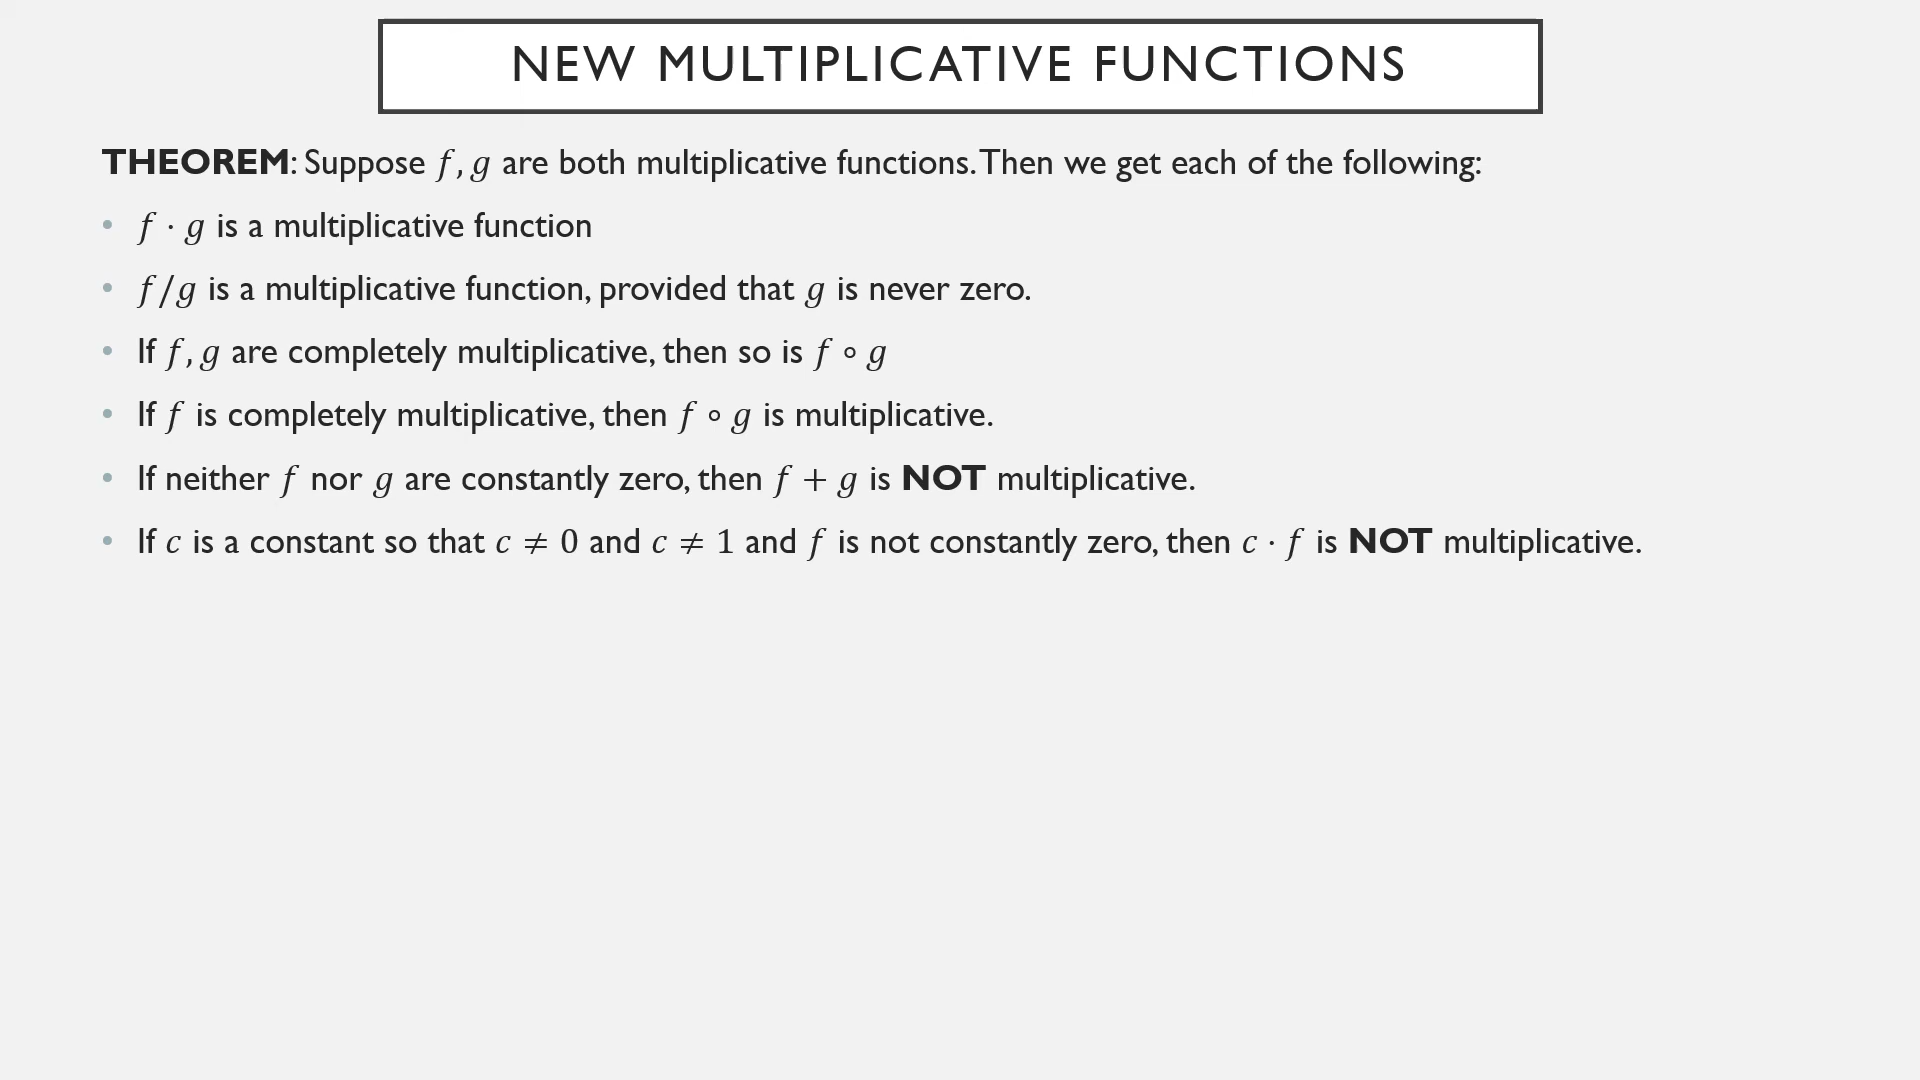 NEW MULTIPLICATIVE FUNCTIONS
THEOREM: Suppose f, g are both multiplicative functions. Then we get each of the following:
• f · g is a multiplicative function
• f/g is a multiplicative function, provided that g is never zero.
• If f, g are completely multiplicative, then so is f ∘ g
• If f is completely multiplicative, then f ∘ g is multiplicative.
• If neither f nor g are constantly zero, then f + g is NOT multiplicative.
• If c is a constant so that c ≠ 0 and c ≠ 1 and f is not constantly zero, then c · f is NOT multiplicative.